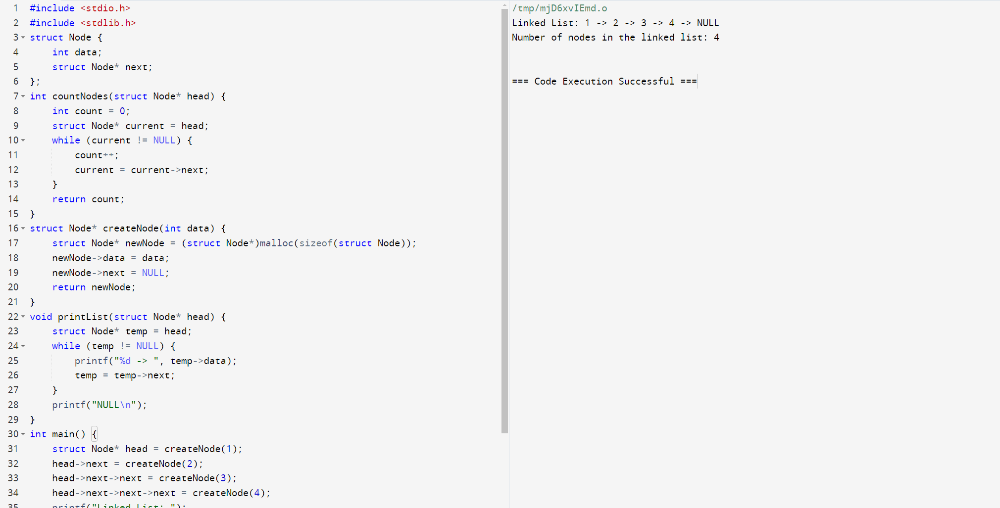 1 #include <stdio.h>
2 #include <stdlib.h>
3 struct Node {
4     int data;
5     struct Node* next;
6 };
7 int countNodes(struct Node* head) {
8     int count = 0;
9     struct Node* current = head;
10     while (current != NULL) {
11         count++;
12         current = current->next;
13     }
14     return count;
15 }
16 struct Node* createNode(int data) {
17     struct Node* newNode = (struct Node*)malloc(sizeof(struct Node));
18     newNode->data = data;
19     newNode->next = NULL;
20     return newNode;
21 }
22 void printList(struct Node* head) {
23     struct Node* temp = head;
24     while (temp != NULL) {
25         printf("%d -> ", temp->data);
26         temp = temp->next;
27     }
28     printf("NULL\n");
29 }
30 int main() {
31     struct Node* head = createNode(1);
32     head->next = createNode(2);
33     head->next->next = createNode(3);
34     head->next->next->next = createNode(4);
35     printf("Linked List: ");
/tmp/mjD6xvIEmd.o
Linked List: 1 -> 2 -> 3 -> 4 -> NULL
Number of nodes in the linked list: 4
=== Code Execution Successful ===